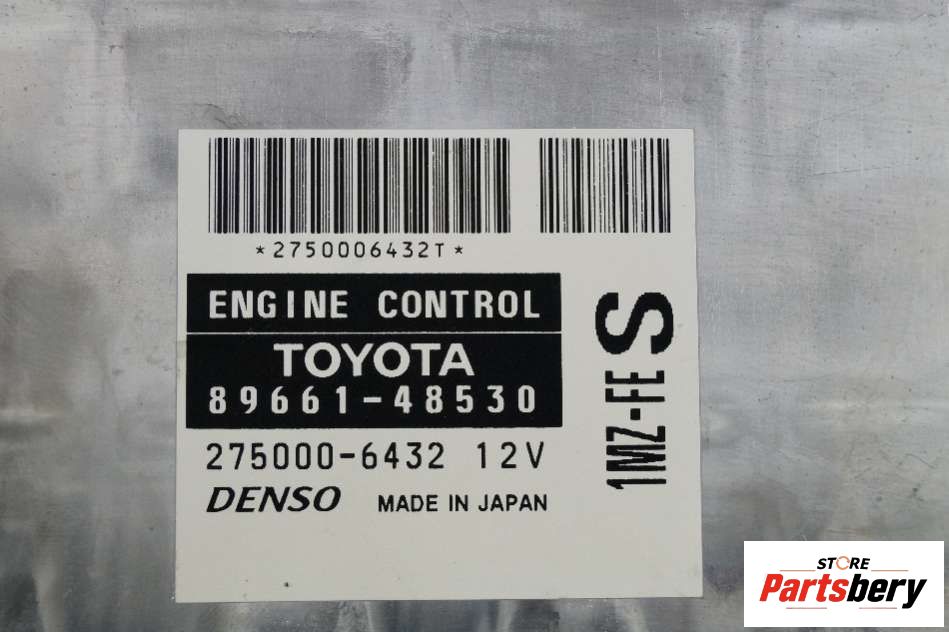 *2750006432T*
ENGINE CONTROL
TOYOTA
89661-48530
275000-6432 12V
DENSO MADE IN JAPAN
1MZ-FE S
STORE
Partsbery